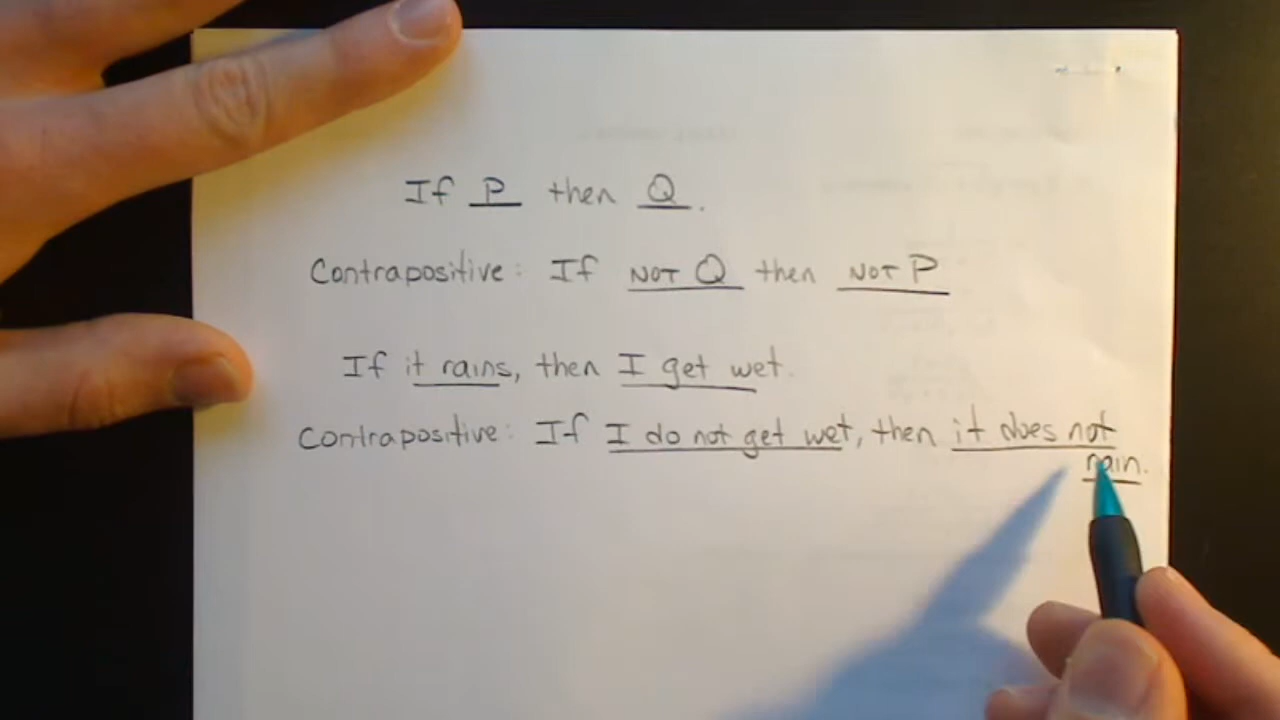 If P then Q.
Contrapositive: If NOT Q then NOT P
If it rains, then I get wet.
Contrapositive: If I do not get wet, then it does not
rain.